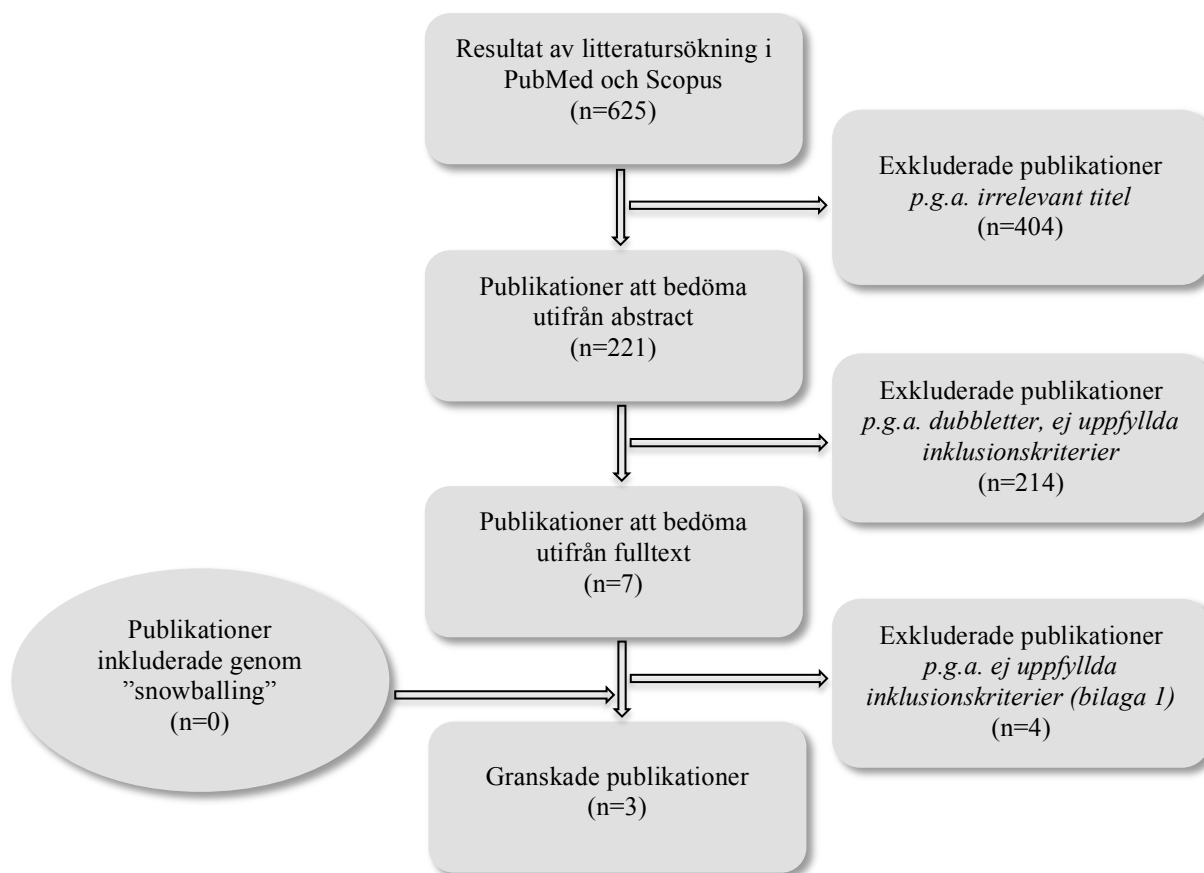 Resultat av litteratursökning i
PubMed och Scopus
(n=625)
Exkluderade publikationer
p.g.a. irrelevant titel
(n=404)
Publikationer att bedöma
utifrån abstract
(n=221)
Exkluderade publikationer
p.g.a. dubbletter, ej uppfyllda
inklusionskriterier
(n=214)
Publikationer att bedöma
utifrån fulltext
(n=7)
Publikationer
inkluderade genom
”snowballing”
(n=0)
Exkluderade publikationer
p.g.a. ej uppfyllda
inklusionskriterier (bilaga 1)
(n=4)
Granskade publikationer
(n=3)